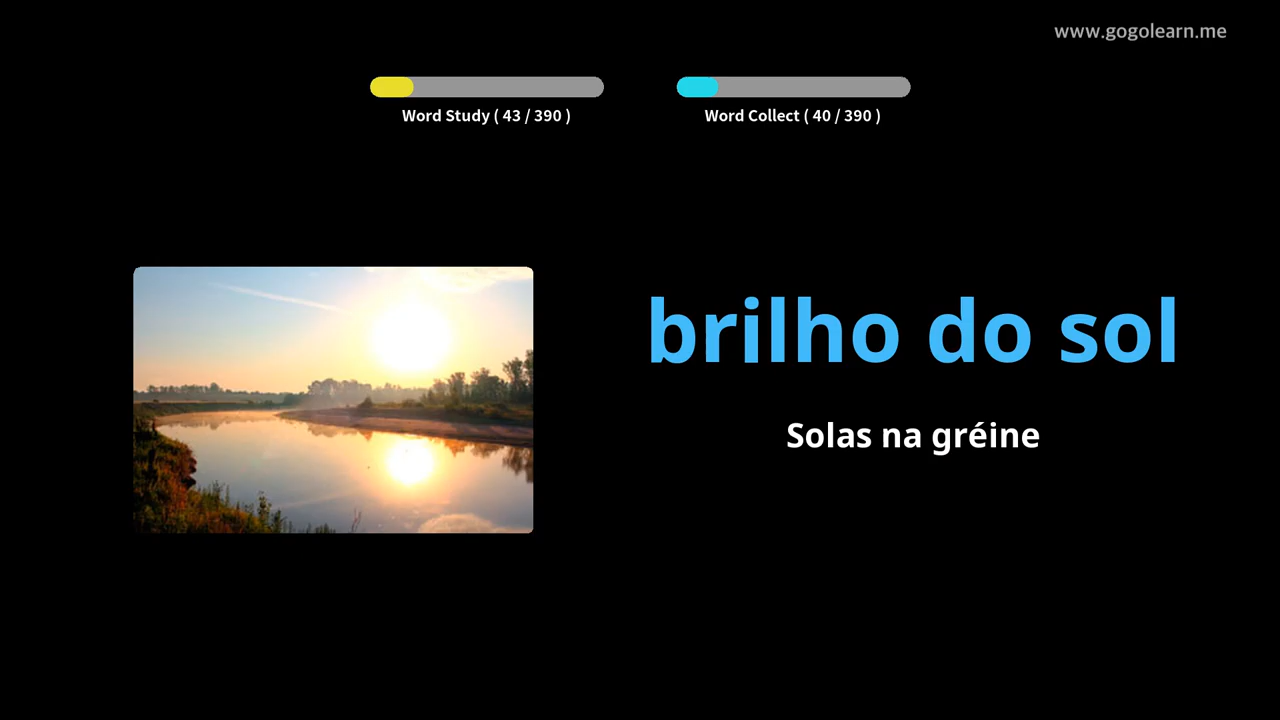 www.gogolearn.me
Word Study ( 43 / 390 )
Word Collect ( 40 / 390 )
brilho do sol
Solas na gréine